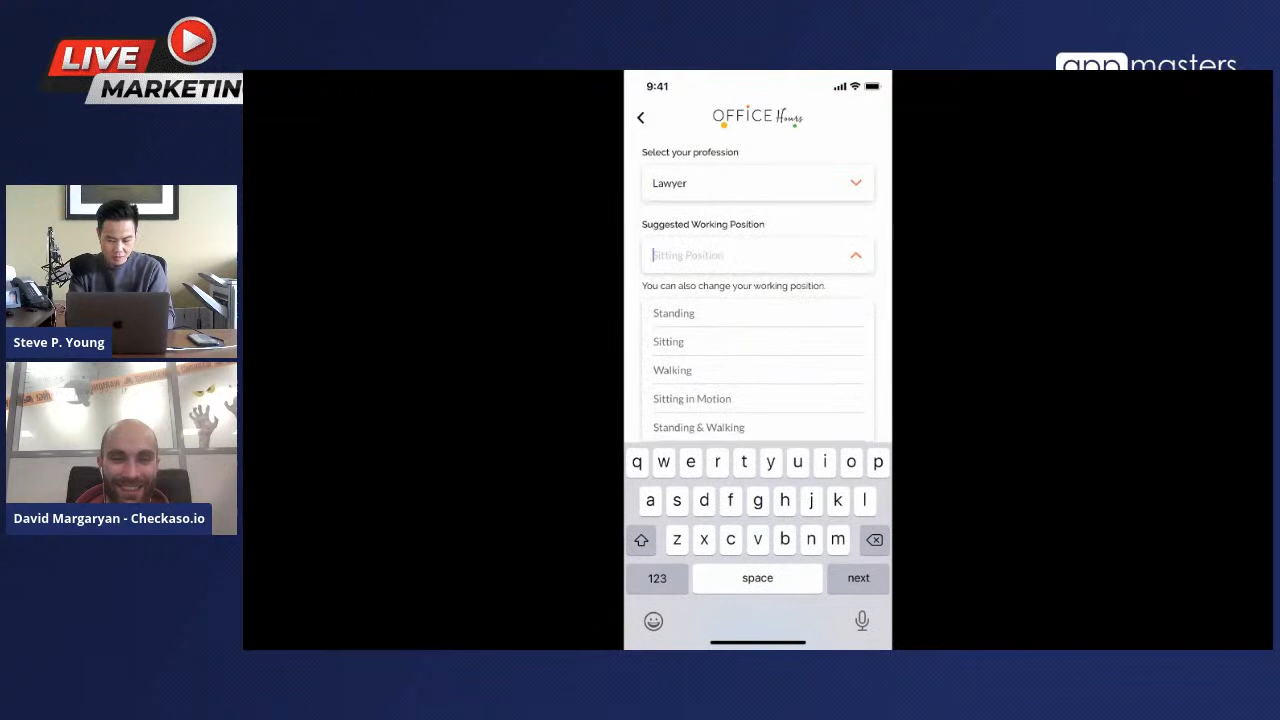 LIVE
MARKETIN
app masters
Steve P. Young
David Margaryan - Checkaso.io
9:41
OFFICE Hours
Select your profession
Lawyer
Suggested Working Position
Sitting Position
You can also change your working position.
Standing
Sitting
Walking
Sitting in Motion
Standing & Walking
q w e r t y u i o p
a s d f g h j k l
z x c v b n m
123 space next